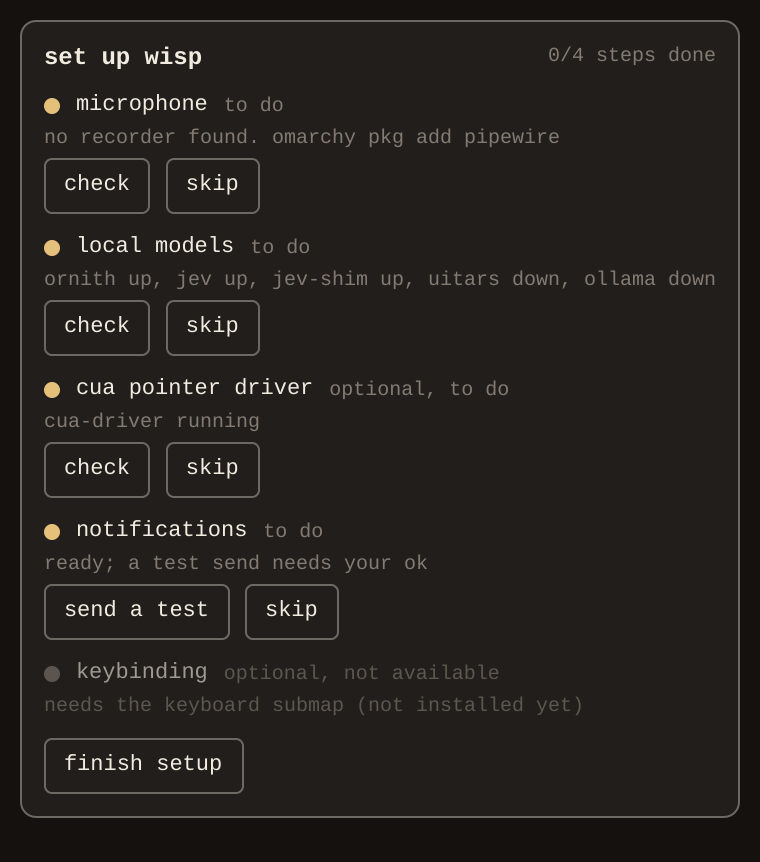 set up wisp
0/4 steps done
microphone to do
no recorder found. omarchy pkg add pipewire
check skip
local models to do
ornith up, jev up, jev-shim up, uitars down, ollama down
check skip
cua pointer driver optional, to do
cua-driver running
check skip
notifications to do
ready; a test send needs your ok
send a test skip
keybinding optional, not available
needs the keyboard submap (not installed yet)
finish setup